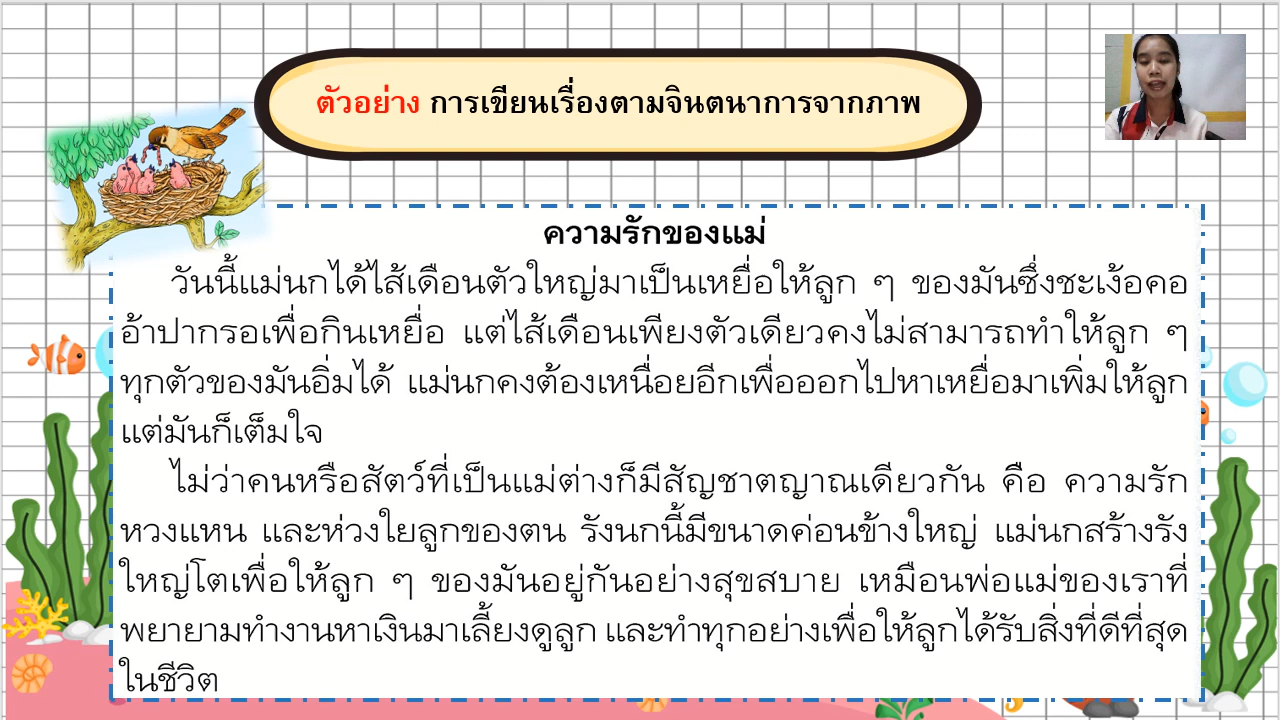 ตัวอย่าง การเขียนเรื่องตามจินตนาการจากภาพ
ความรักของแม่
วันนี้แม่นกได้ไส้เดือนตัวใหญ่มาเป็นเหยื่อให้ลูก ๆ ของมันซึ่งชะเง้อคอ
อ้าปากรอเพื่อกินเหยื่อ แต่ไส้เดือนเพียงตัวเดียวคงไม่สามารถทำให้ลูก ๆ
ทุกตัวของมันอิ่มได้ แม่นกคงต้องเหนื่อยอีกเพื่อออกไปหาเหยื่อมาเพิ่มให้ลูก
แต่มันก็เต็มใจ
ไม่ว่าคนหรือสัตว์ที่เป็นแม่ต่างก็มีสัญชาตญาณเดียวกัน คือ ความรัก
หวงแหน และห่วงใยลูกของตน รังนกนี้มีขนาดค่อนข้างใหญ่ แม่นกสร้างรัง
ใหญ่โตเพื่อให้ลูก ๆ ของมันอยู่กันอย่างสุขสบาย เหมือนพ่อแม่ของเราที่
พยายามทำงานหาเงินมาเลี้ยงดูลูก และทำทุกอย่างเพื่อให้ลูกได้รับสิ่งที่ดีที่สุด
ในชีวิต